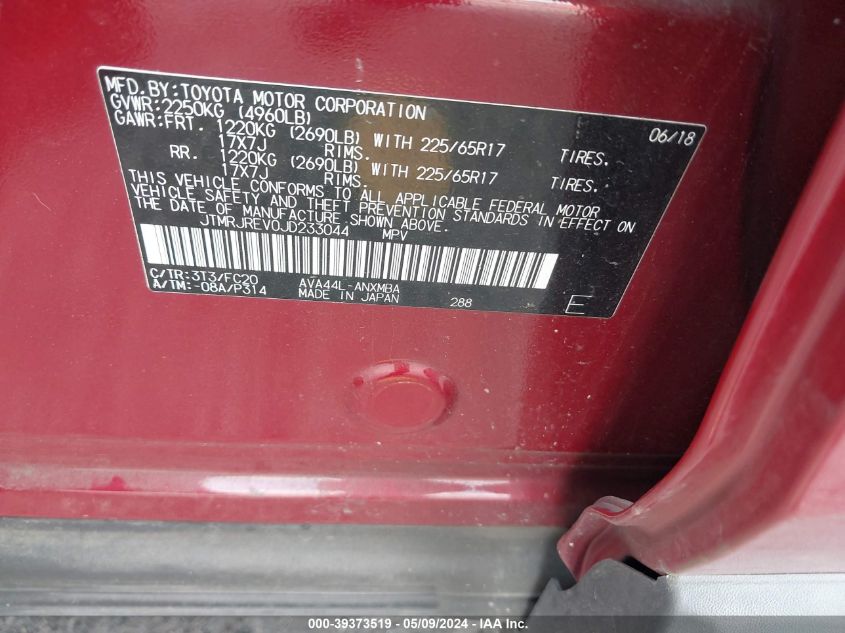 MFD. BY:TOYOTA MOTOR CORPORATION 06/18
GVWR:2250KG (4960LB)
GAWR:FRT. 1220KG (2690LB) WITH 225/65R17 TIRES.
17X7J RIMS.
RR. 1220KG (2690LB) WITH 225/65R17 TIRES.
17X7J RIMS.
THIS VEHICLE CONFORMS TO ALL APPLICABLE FEDERAL MOTOR
VEHICLE SAFETY AND THEFT PREVENTION STANDARDS IN EFFECT ON
THE DATE OF MANUFACTURE SHOWN ABOVE.
JTMRJREV0JD233044 MPV
C/TR:3T3/FC20 AVA44L-ANXMBA
A/TM:-08A/P314 MADE IN JAPAN 288 E
000-39373519 - 05/09/2024 - IAA Inc.